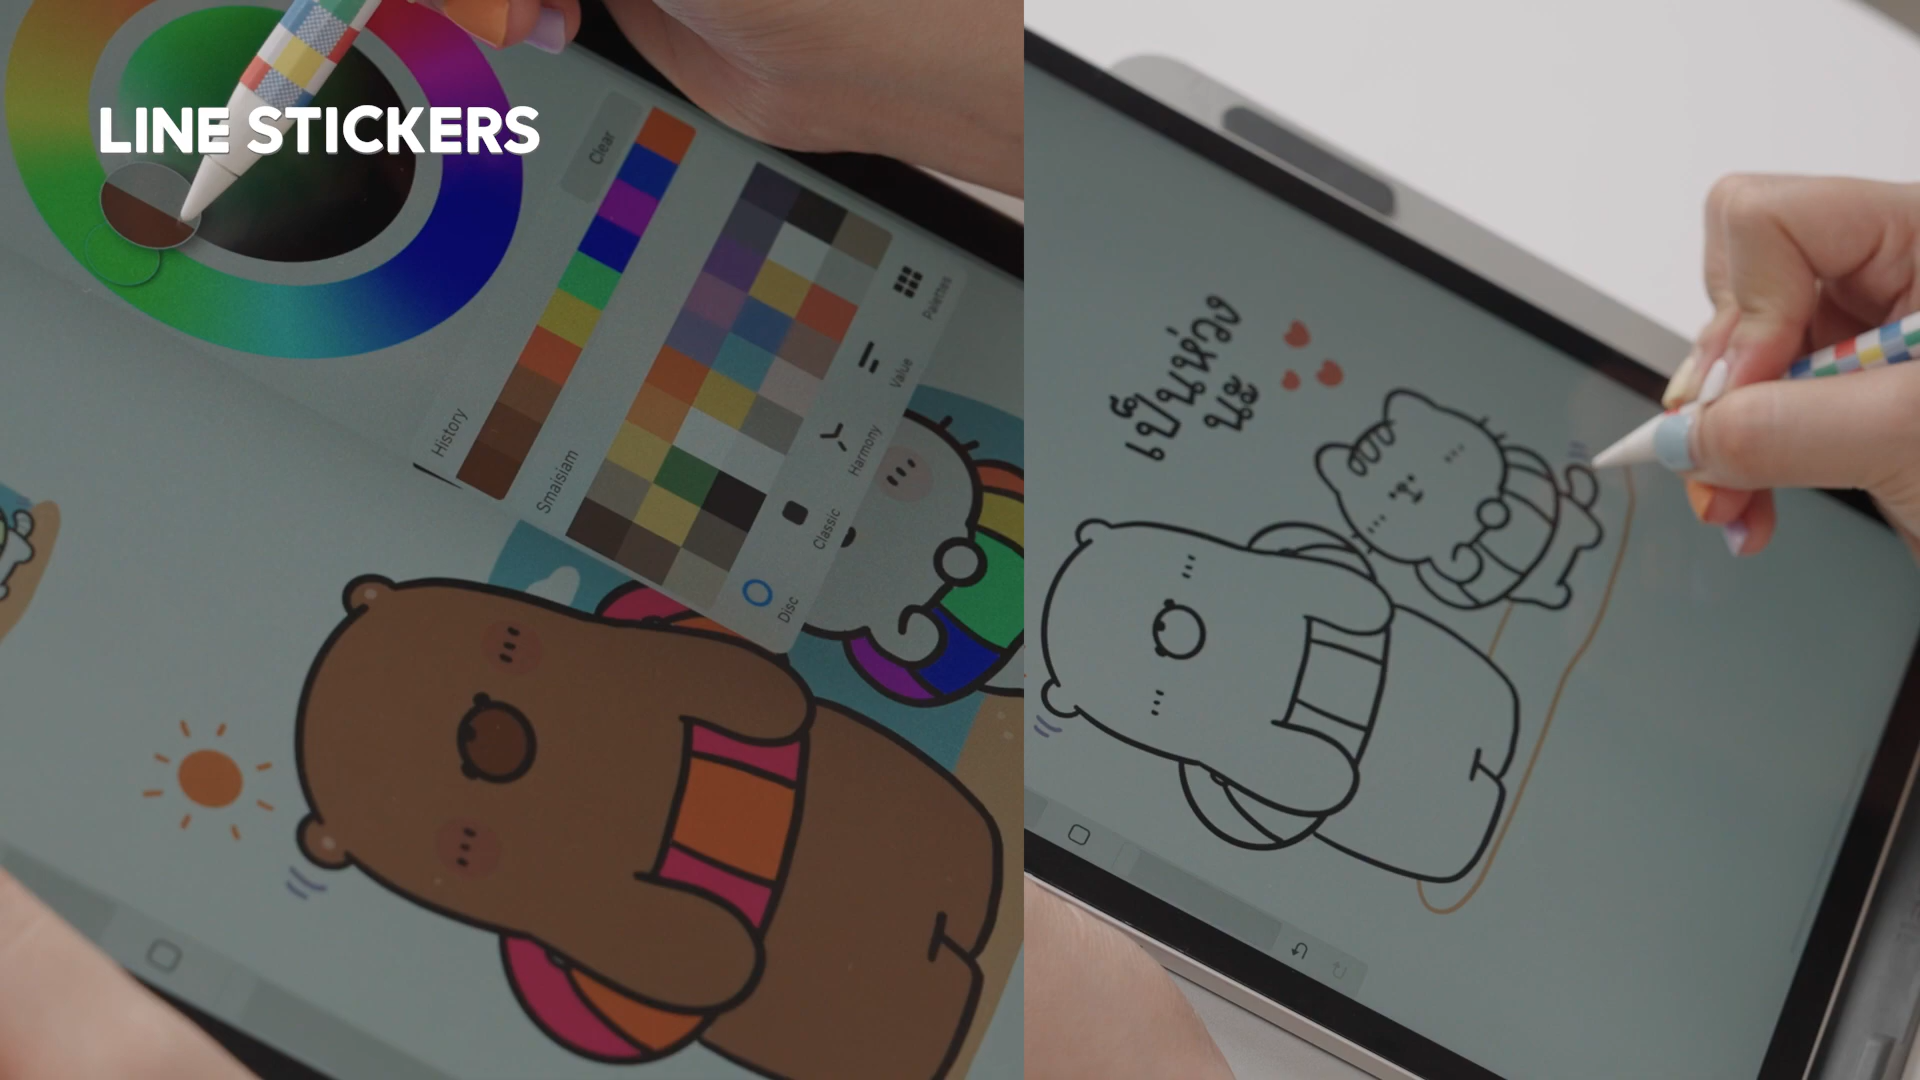 LINE STICKERS
Clear
History
Smaisiam
Palettes
Value
Harmony
Classic
Disc
เป็นห่วง
นะ